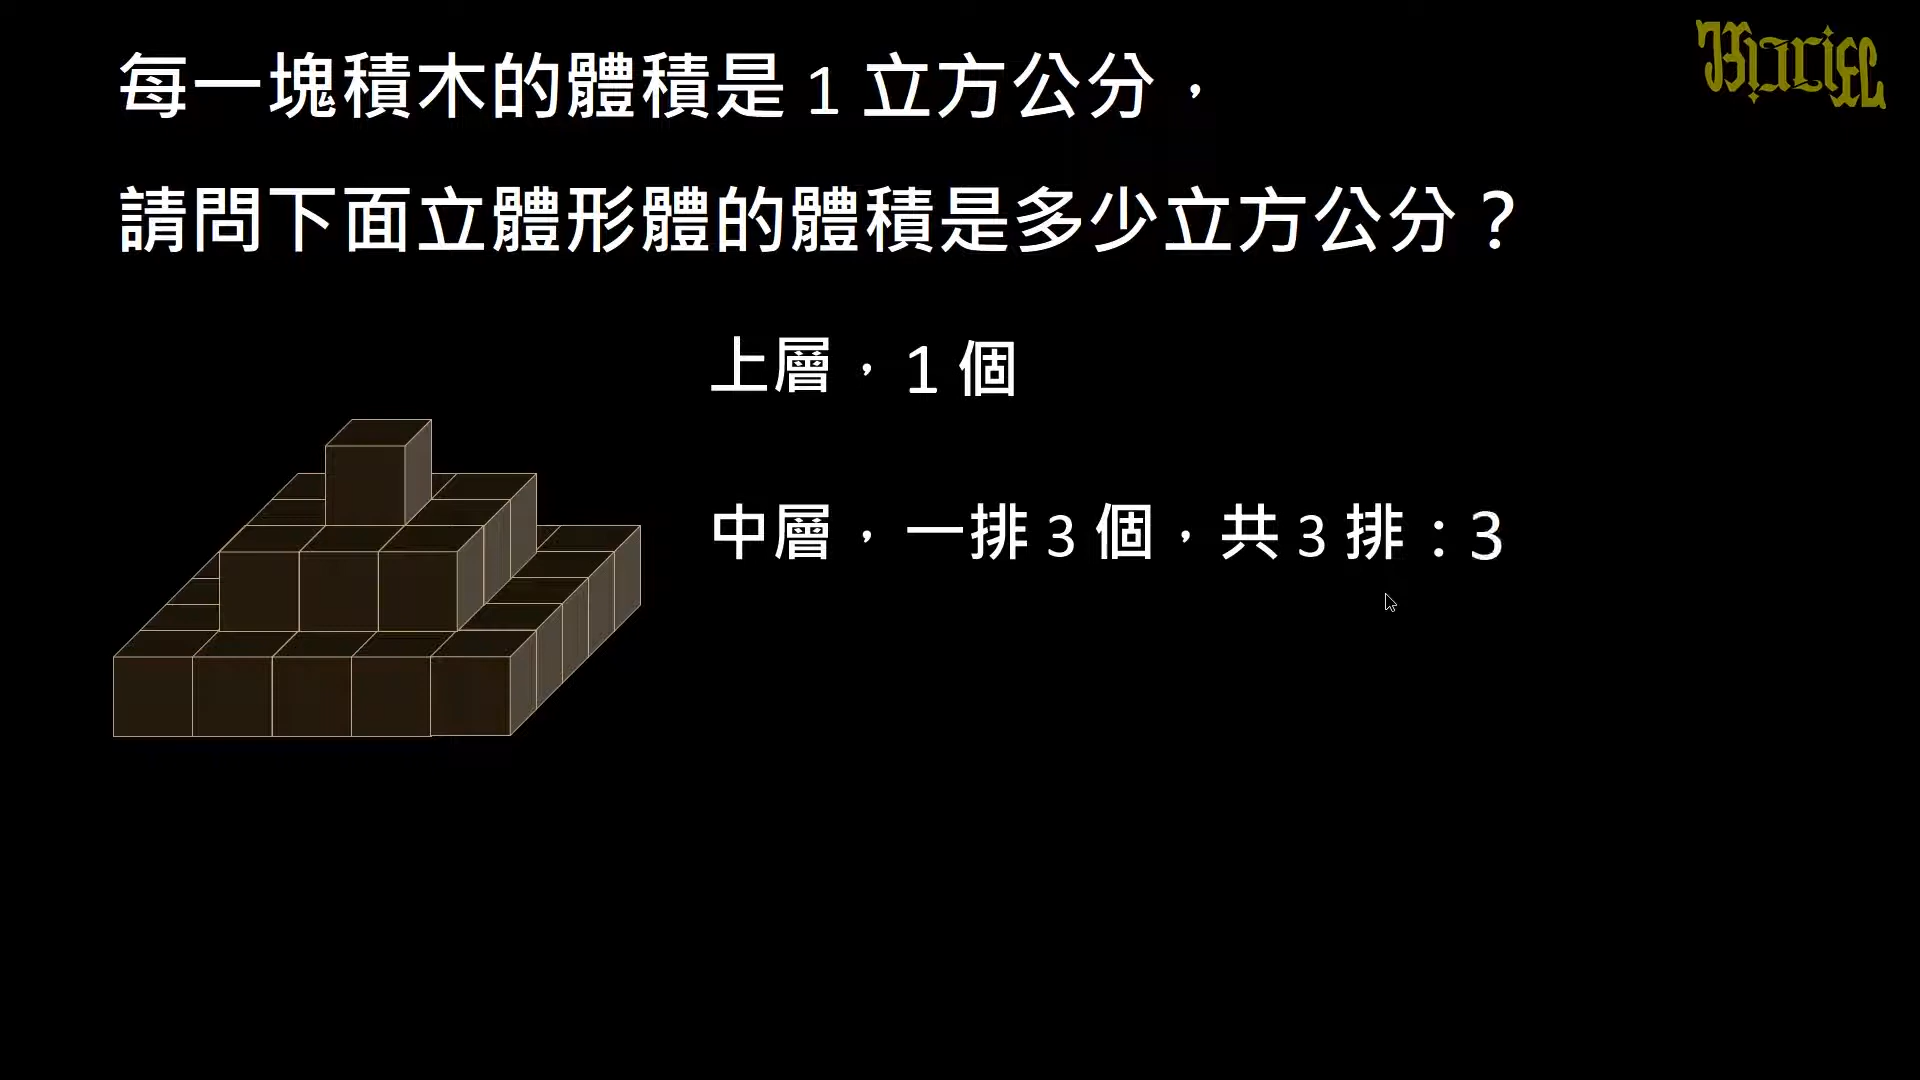 每一塊積木的體積是 1 立方公分，
請問下面立體形體的體積是多少立方公分？
上層，1 個
中層，一排 3 個，共 3 排：3